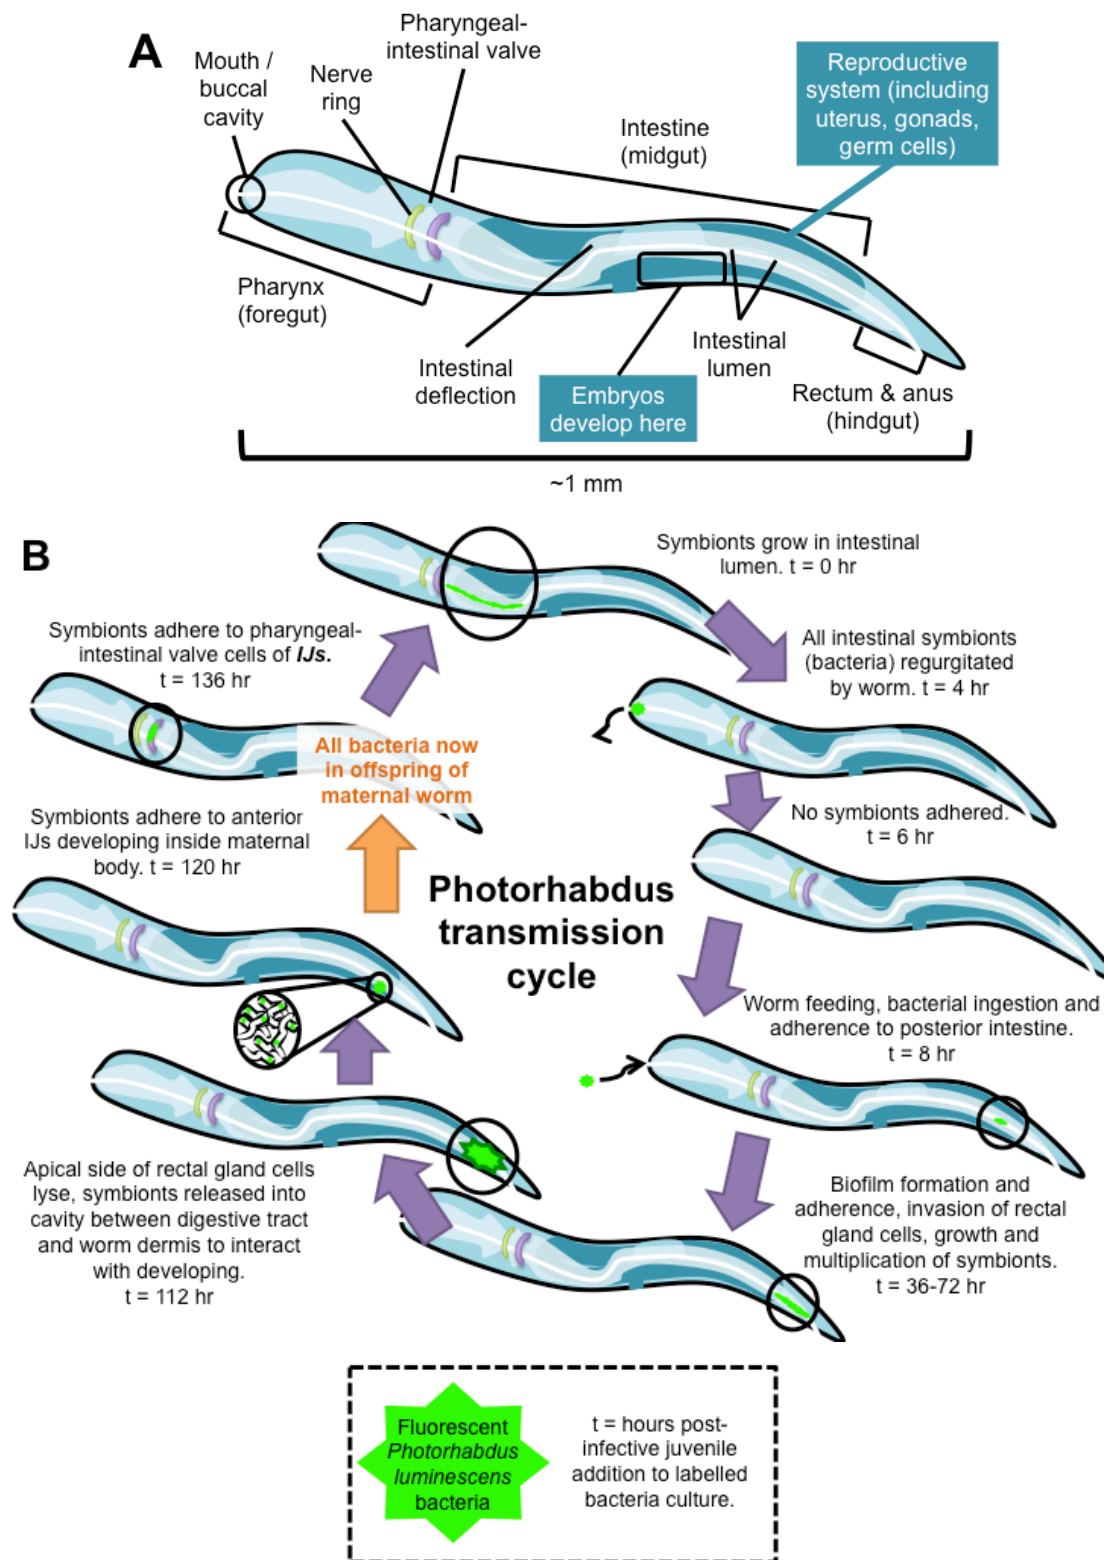 A
Mouth /
buccal
cavity
Nerve
ring
Pharyngeal-
intestinal valve
Intestine
(midgut)
Reproductive
system (including
uterus, gonads,
germ cells)
Pharynx
(foregut)
Intestinal
deflection
Embryos
develop here
Intestinal
lumen
Rectum & anus
(hindgut)
~1 mm
B
Symbionts grow in intestinal
lumen. t = 0 hr
All intestinal symbionts
(bacteria) regurgitated
by worm. t = 4 hr
No symbionts adhered.
t = 6 hr
Worm feeding, bacterial ingestion and
adherence to posterior intestine.
t = 8 hr
Biofilm formation and
adherence, invasion of rectal
gland cells, growth and
multiplication of symbionts.
t = 36-72 hr
Apical side of rectal gland cells
lyse, symbionts released into
cavity between digestive tract
and worm dermis to interact
with developing.
t = 112 hr
Symbionts adhere to anterior
IJs developing inside maternal
body. t = 120 hr
All bacteria now
in offspring of
maternal worm
Symbionts adhere to pharyngeal-
intestinal valve cells of IJs.
t = 136 hr
Photorhabdus
transmission
cycle
Fluorescent
Photorhabdus
luminescens
bacteria
t = hours post-
infective juvenile
addition to labelled
bacteria culture.